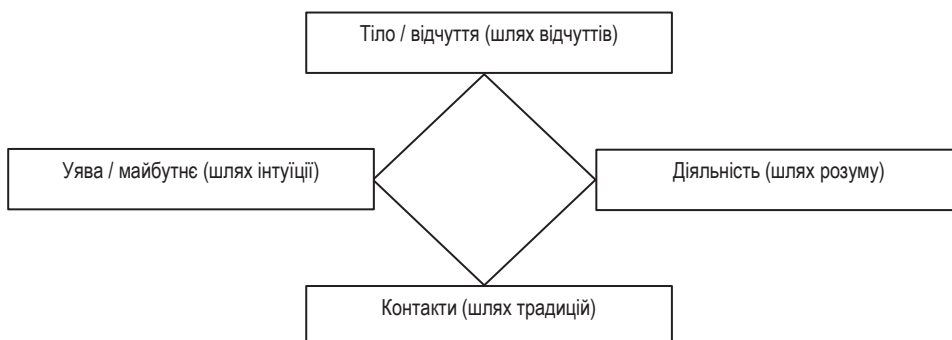 Тіло / відчуття (шлях відчуттів)
Уява / майбутнє (шлях інтуїції)
Діяльність (шлях розуму)
Контакти (шлях традицій)